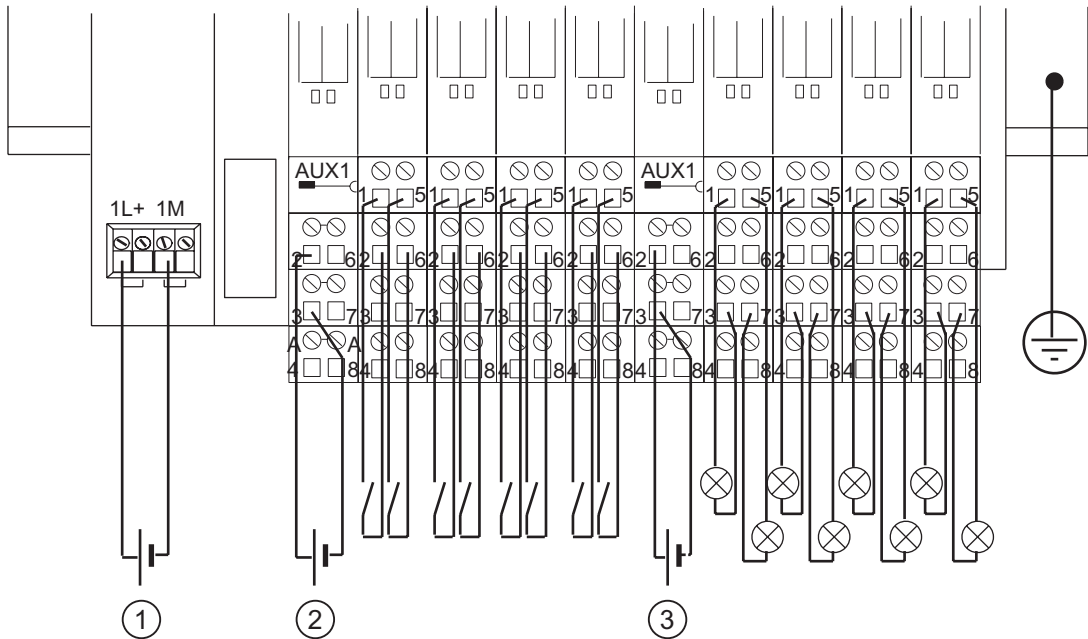 AUX1 1 5 1 5 1 5 1 5 AUX1 1 5 1 5 1 5 1 5
1L+ 1M
2 6 2 6 2 6 2 6 2 6 2 6 2 6 2 6 2 6 2 6
3 7 3 7 3 7 3 7 3 7 3 7 3 7 3 7 3 7 3 7
A A
4 8 4 8 4 8 4 8 4 8 4 8 4 8 4 8 4 8 4 8
1 2 3